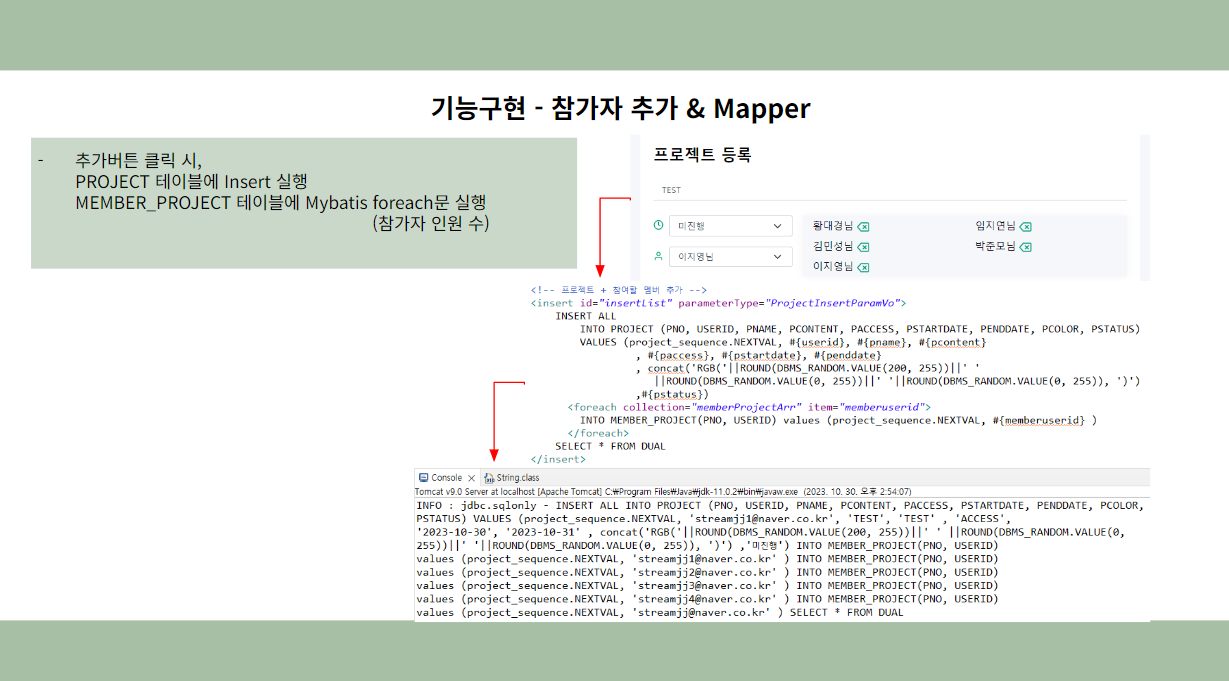 기능구현 - 참가자 추가 & Mapper
- 추가버튼 클릭 시,
PROJECT 테이블에 Insert 실행
MEMBER_PROJECT 테이블에 Mybatis foreach문 실행
(참가자 인원 수)
프로젝트 등록
TEST
미진행
이지영님
황대경님
임지연님
김민성님
박준모님
이지영님
<!-- 프로젝트 + 참여할 멤버 추가 -->
<insert id="insertList" parameterType="ProjectInsertParamVo">
INSERT ALL
INTO PROJECT (PNO, USERID, PNAME, PCONTENT, PACCESS, PSTARTDATE, PENDDATE, PCOLOR, PSTATUS)
VALUES (project_sequence.NEXTVAL, #{userid}, #{pname}, #{pcontent}
, #{paccess}, #{pstartdate}, #{penddate}
, concat('RGB('||ROUND(DBMS_RANDOM.VALUE(200, 255))||' '
||ROUND(DBMS_RANDOM.VALUE(0, 255))||' '||ROUND(DBMS_RANDOM.VALUE(0, 255)), ')')
,#{pstatus})
<foreach collection="memberProjectArr" item="memberuserid">
INTO MEMBER_PROJECT(PNO, USERID) values (project_sequence.NEXTVAL, #{memberuserid} )
</foreach>
SELECT * FROM DUAL
</insert>
Console String.class
Tomcat v9.0 Server at localhost [Apache Tomcat] C:₩Program Files₩Java₩jdk-11.0.2₩bin₩javaw.exe (2023. 10. 30. 오후 2:54:07)
INFO : jdbc.sqlonly - INSERT ALL INTO PROJECT (PNO, USERID, PNAME, PCONTENT, PACCESS, PSTARTDATE, PENDDATE, PCOLOR,
PSTATUS) VALUES (project_sequence.NEXTVAL, 'streamjj1@naver.co.kr', 'TEST', 'TEST' , 'ACCESS',
'2023-10-30', '2023-10-31' , concat('RGB('||ROUND(DBMS_RANDOM.VALUE(200, 255))||' ' ||ROUND(DBMS_RANDOM.VALUE(0,
255))||' '||ROUND(DBMS_RANDOM.VALUE(0, 255)), ')') ,'미진행') INTO MEMBER_PROJECT(PNO, USERID)
values (project_sequence.NEXTVAL, 'streamjj1@naver.co.kr' ) INTO MEMBER_PROJECT(PNO, USERID)
values (project_sequence.NEXTVAL, 'streamjj2@naver.co.kr' ) INTO MEMBER_PROJECT(PNO, USERID)
values (project_sequence.NEXTVAL, 'streamjj3@naver.co.kr' ) INTO MEMBER_PROJECT(PNO, USERID)
values (project_sequence.NEXTVAL, 'streamjj4@naver.co.kr' ) INTO MEMBER_PROJECT(PNO, USERID)
values (project_sequence.NEXTVAL, 'streamjj@naver.co.kr' ) SELECT * FROM DUAL